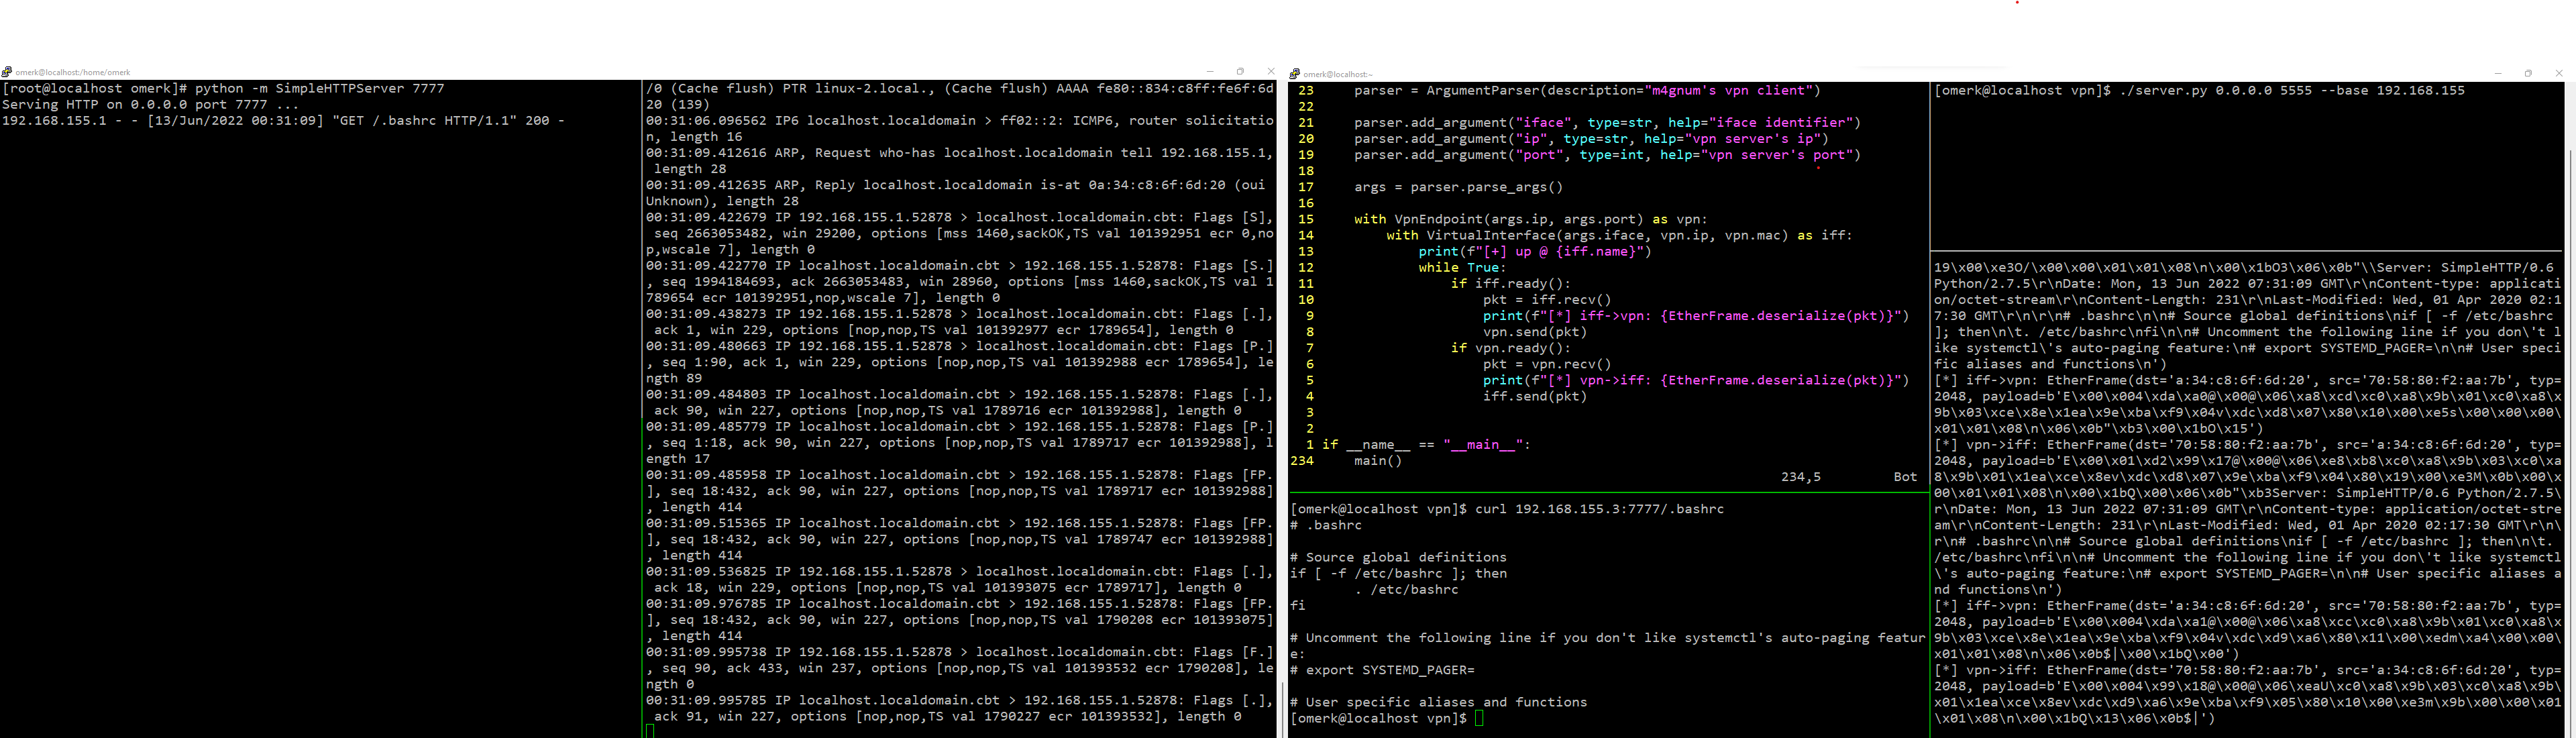 omerk@localhost:/home/omerk
[root@localhost omerk]# python -m SimpleHTTPServer 7777
Serving HTTP on 0.0.0.0 port 7777 ...
192.168.155.1 - - [13/Jun/2022 00:31:09] "GET /.bashrc HTTP/1.1" 200 -
/0 (Cache flush) PTR linux-2.local., (Cache flush) AAAA fe80::834:c8ff:fe6f:6d
20 (139)
00:31:06.096562 IP6 localhost.localdomain > ff02::2: ICMP6, router solicitatio
n, length 16
00:31:09.412616 ARP, Request who-has localhost.localdomain tell 192.168.155.1,
 length 28
00:31:09.412635 ARP, Reply localhost.localdomain is-at 0a:34:c8:6f:6d:20 (oui
Unknown), length 28
00:31:09.422679 IP 192.168.155.1.52878 > localhost.localdomain.cbt: Flags [S],
 seq 2663053482, win 29200, options [mss 1460,sackOK,TS val 101392951 ecr 0,no
p,wscale 7], length 0
00:31:09.422770 IP localhost.localdomain.cbt > 192.168.155.1.52878: Flags [S.]
, seq 1994184693, ack 2663053483, win 28960, options [mss 1460,sackOK,TS val 1
789654 ecr 101392951,nop,wscale 7], length 0
00:31:09.438273 IP 192.168.155.1.52878 > localhost.localdomain.cbt: Flags [.],
 ack 1, win 229, options [nop,nop,TS val 101392977 ecr 1789654], length 0
00:31:09.480663 IP 192.168.155.1.52878 > localhost.localdomain.cbt: Flags [P.]
, seq 1:90, ack 1, win 229, options [nop,nop,TS val 101392988 ecr 1789654], le
ngth 89
00:31:09.484803 IP localhost.localdomain.cbt > 192.168.155.1.52878: Flags [.],
 ack 90, win 227, options [nop,nop,TS val 1789716 ecr 101392988], length 0
00:31:09.485779 IP localhost.localdomain.cbt > 192.168.155.1.52878: Flags [P.]
, seq 1:18, ack 90, win 227, options [nop,nop,TS val 1789717 ecr 101392988], l
ength 17
00:31:09.485958 IP localhost.localdomain.cbt > 192.168.155.1.52878: Flags [FP.
], seq 18:432, ack 90, win 227, options [nop,nop,TS val 1789717 ecr 101392988]
, length 414
00:31:09.515365 IP localhost.localdomain.cbt > 192.168.155.1.52878: Flags [FP.
], seq 18:432, ack 90, win 227, options [nop,nop,TS val 1789747 ecr 101392988]
, length 414
00:31:09.536825 IP 192.168.155.1.52878 > localhost.localdomain.cbt: Flags [.],
 ack 18, win 229, options [nop,nop,TS val 101393075 ecr 1789717], length 0
00:31:09.976785 IP localhost.localdomain.cbt > 192.168.155.1.52878: Flags [FP.
], seq 18:432, ack 90, win 227, options [nop,nop,TS val 1790208 ecr 101393075]
, length 414
00:31:09.995738 IP 192.168.155.1.52878 > localhost.localdomain.cbt: Flags [F.]
, seq 90, ack 433, win 237, options [nop,nop,TS val 101393532 ecr 1790208], le
ngth 0
00:31:09.995785 IP localhost.localdomain.cbt > 192.168.155.1.52878: Flags [.],
 ack 91, win 227, options [nop,nop,TS val 1790227 ecr 101393532], length 0
omerk@localhost:~
23     parser = ArgumentParser(description="m4gnum's vpn client")
22
21     parser.add_argument("iface", type=str, help="iface identifier")
20     parser.add_argument("ip", type=str, help="vpn server's ip")
19     parser.add_argument("port", type=int, help="vpn server's port")
18
17     args = parser.parse_args()
16
15     with VpnEndpoint(args.ip, args.port) as vpn:
14         with VirtualInterface(args.iface, vpn.ip, vpn.mac) as iff:
13             print(f"[+] up @ {iff.name}")
12             while True:
11                 if iff.ready():
10                     pkt = iff.recv()
9                     print(f"[*] iff->vpn: {EtherFrame.deserialize(pkt)}")
8                     vpn.send(pkt)
7                 if vpn.ready():
6                     pkt = vpn.recv()
5                     print(f"[*] vpn->iff: {EtherFrame.deserialize(pkt)}")
4                     iff.send(pkt)
3
2
1 if __name__ == "__main__":
234     main()
234,5 Bot
[omerk@localhost vpn]$ curl 192.168.155.3:7777/.bashrc
# .bashrc
# Source global definitions
if [ -f /etc/bashrc ]; then
        . /etc/bashrc
fi
# Uncomment the following line if you don't like systemctl's auto-paging featur
e:
# export SYSTEMD_PAGER=
# User specific aliases and functions
[omerk@localhost vpn]$
[omerk@localhost vpn]$ ./server.py 0.0.0.0 5555 --base 192.168.155
19\x00\xe3O/\x00\x00\x01\x01\x08\n\x00\x1bO3\x06\x0b"\\Server: SimpleHTTP/0.6
Python/2.7.5\r\nDate: Mon, 13 Jun 2022 07:31:09 GMT\r\nContent-type: applicati
on/octet-stream\r\nContent-Length: 231\r\nLast-Modified: Wed, 01 Apr 2020 02:1
7:30 GMT\r\n\r\n# .bashrc\n\n# Source global definitions\nif [ -f /etc/bashrc
]; then\n\t. /etc/bashrc\nfi\n\n# Uncomment the following line if you don\'t l
ike systemctl\'s auto-paging feature:\n# export SYSTEMD_PAGER=\n\n# User speci
fic aliases and functions\n')
[*] iff->vpn: EtherFrame(dst='a:34:c8:6f:6d:20', src='70:58:80:f2:aa:7b', typ=
2048, payload=b'E\x00\x004\xda\xa0@\x00@\x06\xa8\xcd\xc0\xa8\x9b\x01\xc0\xa8\x
9b\x03\xce\x8e\x1ea\x9e\xba\xf9\x04v\xdc\xd8\x07\x80\x10\x00\xe5s\x00\x00\x00\
x01\x01\x08\n\x06\x0b"\xb3\x00\x1bO\x15')
[*] vpn->iff: EtherFrame(dst='70:58:80:f2:aa:7b', src='a:34:c8:6f:6d:20', typ=
2048, payload=b'E\x00\x01\xd2\x99\x17@\x00@\x06\xe8\xb8\xc0\xa8\x9b\x03\xc0\xa
8\x9b\x01\x1ea\xce\x8ev\xdc\xd8\x07\x9e\xba\xf9\x04\x80\x19\x00\xe3M\x0b\x00\x
00\x01\x01\x08\n\x00\x1bQ\x00\x06\x0b"\xb3Server: SimpleHTTP/0.6 Python/2.7.5\
r\nDate: Mon, 13 Jun 2022 07:31:09 GMT\r\nContent-type: application/octet-stre
am\r\nContent-Length: 231\r\nLast-Modified: Wed, 01 Apr 2020 02:17:30 GMT\r\n\
r\n# .bashrc\n\n# Source global definitions\nif [ -f /etc/bashrc ]; then\n\t.
/etc/bashrc\nfi\n\n# Uncomment the following line if you don\'t like systemctl
\'s auto-paging feature:\n# export SYSTEMD_PAGER=\n\n# User specific aliases a
nd functions\n')
[*] iff->vpn: EtherFrame(dst='a:34:c8:6f:6d:20', src='70:58:80:f2:aa:7b', typ=
2048, payload=b'E\x00\x004\xda\xa1@\x00@\x06\xa8\xcc\xc0\xa8\x9b\x01\xc0\xa8\x
9b\x03\xce\x8e\x1ea\x9e\xba\xf9\x04v\xdc\xd9\xa6\x80\x11\x00\xedm\xa4\x00\x00\
x01\x01\x08\n\x06\x0b$|\x00\x1bQ\x00')
[*] vpn->iff: EtherFrame(dst='70:58:80:f2:aa:7b', src='a:34:c8:6f:6d:20', typ=
2048, payload=b'E\x00\x004\x99\x18@\x00@\x06\xeaU\xc0\xa8\x9b\x03\xc0\xa8\x9b\
x01\x1ea\xce\x8ev\xdc\xd9\xa6\x9e\xba\xf9\x05\x80\x10\x00\xe3m\x9b\x00\x00\x01
\x01\x08\n\x00\x1bQ\x13\x06\x0b$|')